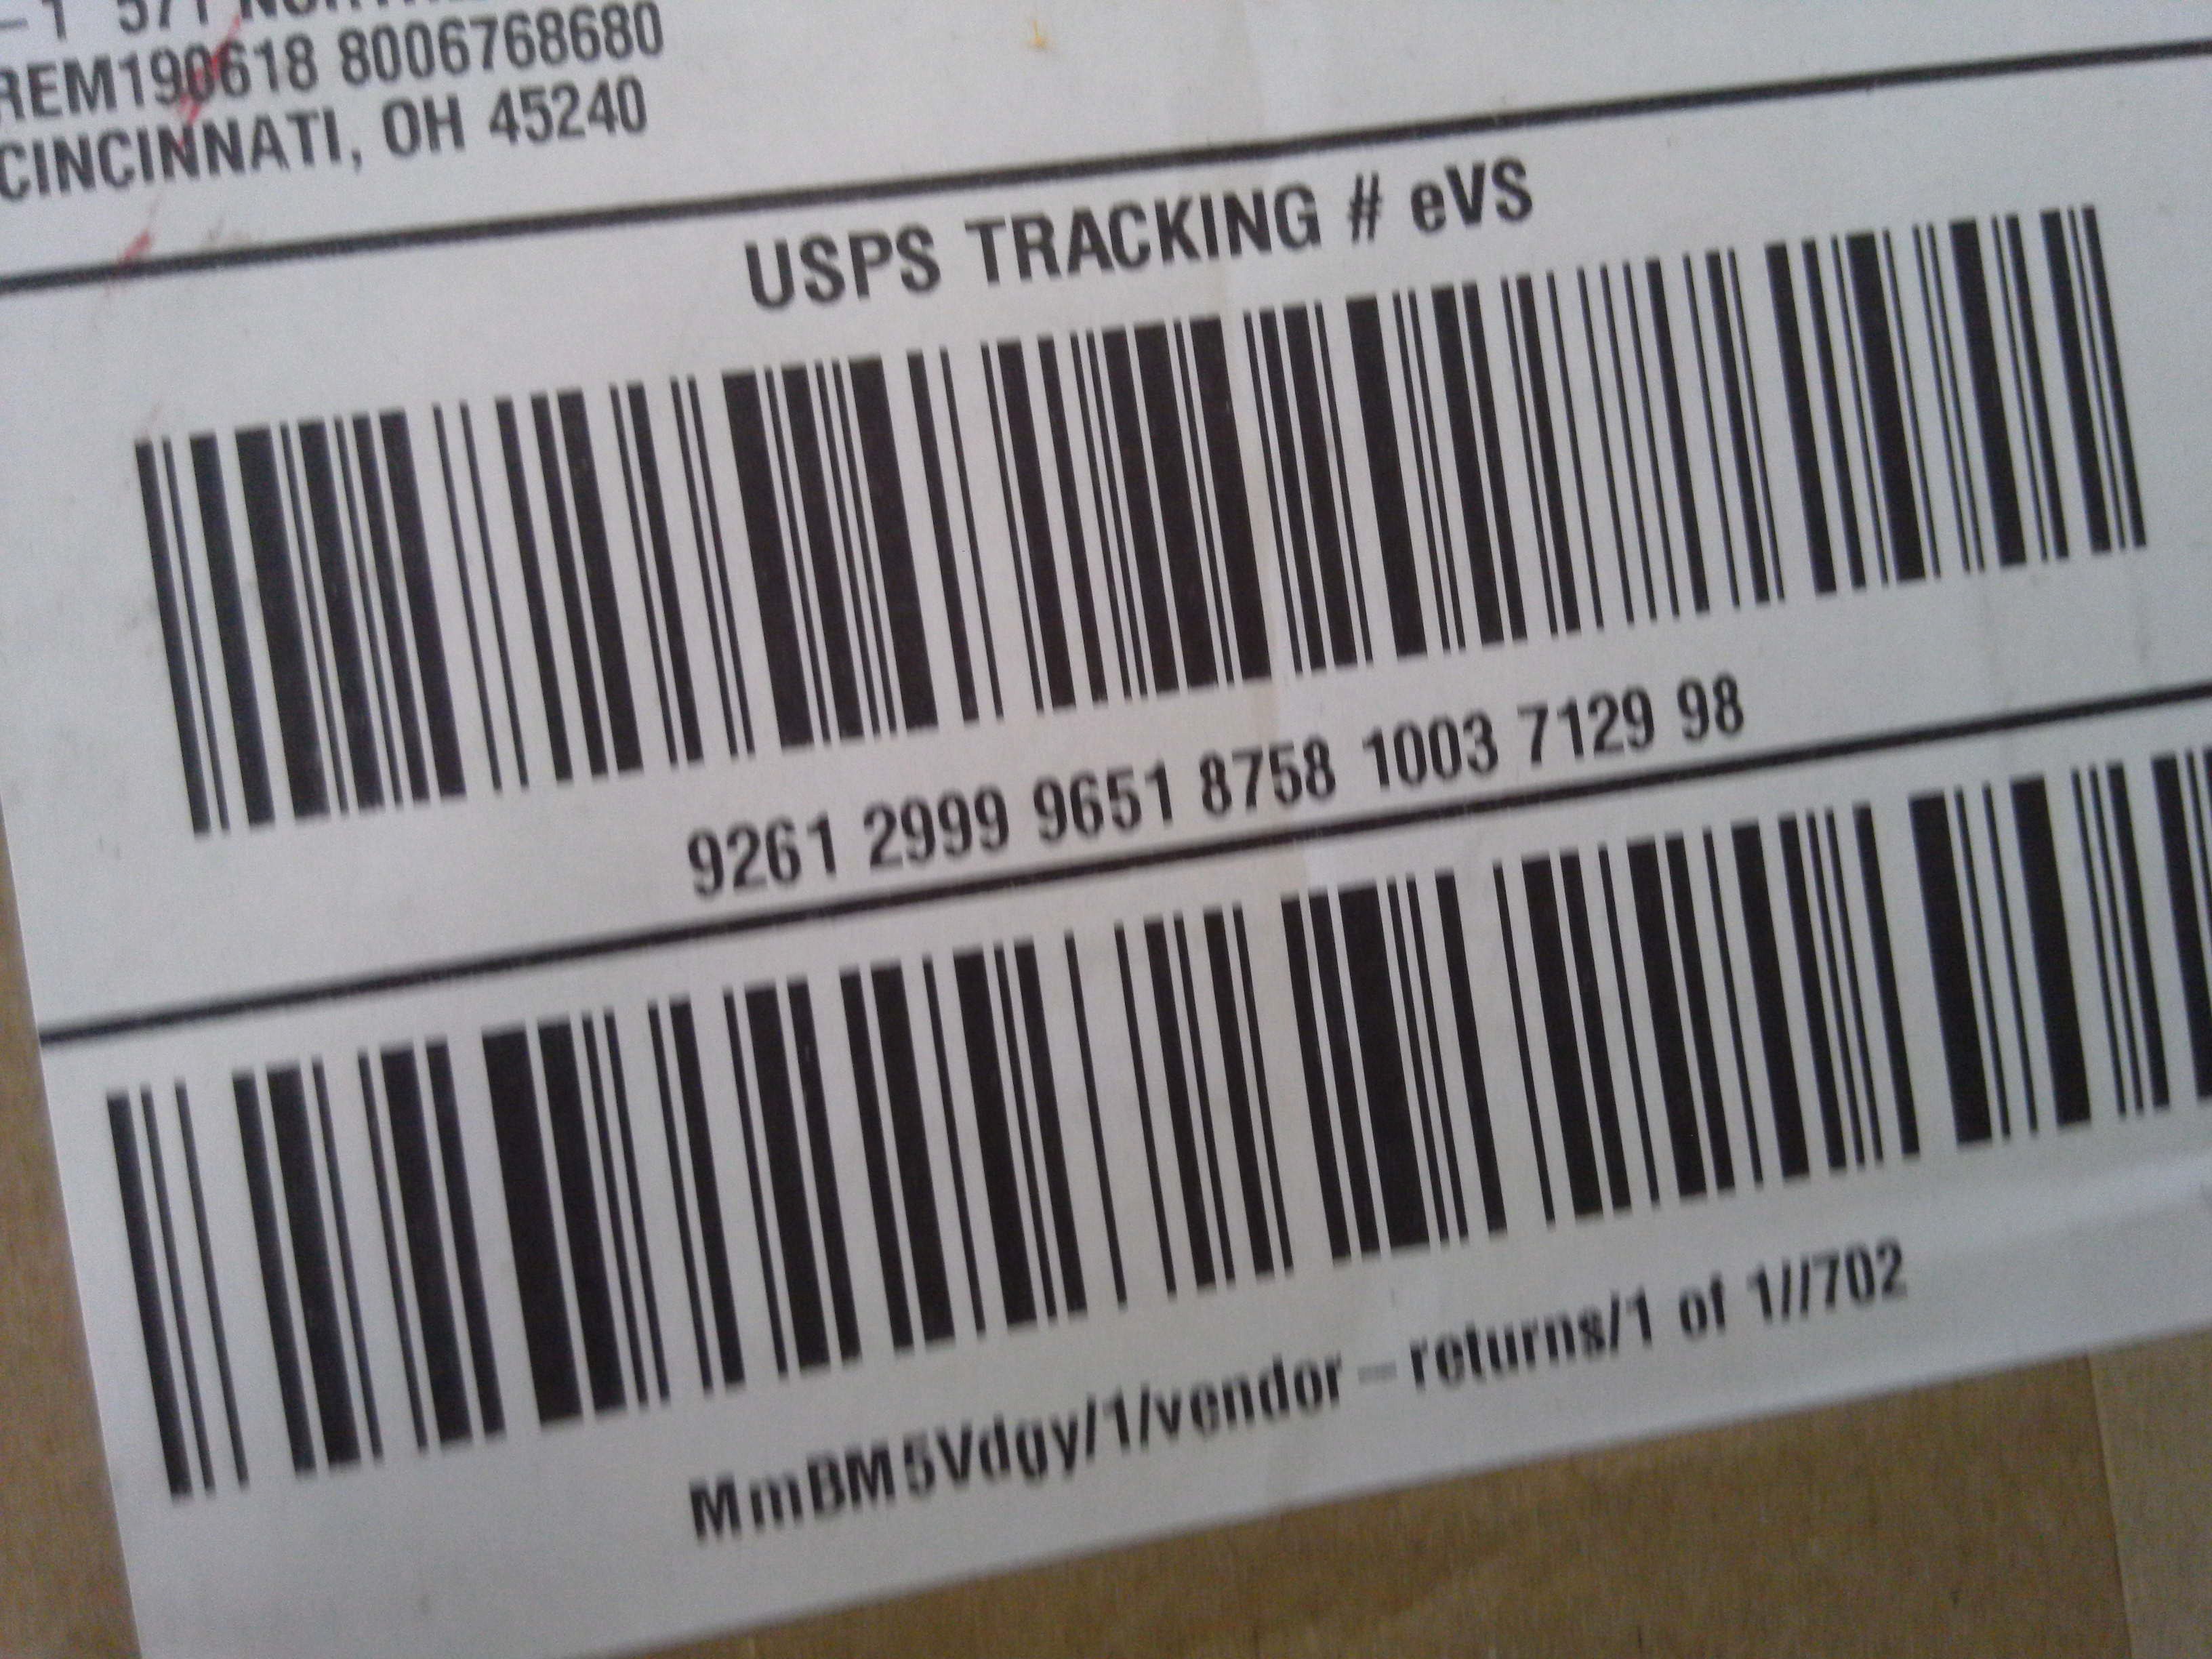 REM190618 8006768680
CINCINNATI, OH 45240
USPS TRACKING # eVS
9261 2999 9651 8758 1003 7129 98
MmBM5Vdgy/1/vendor-returns/1 of 1//702